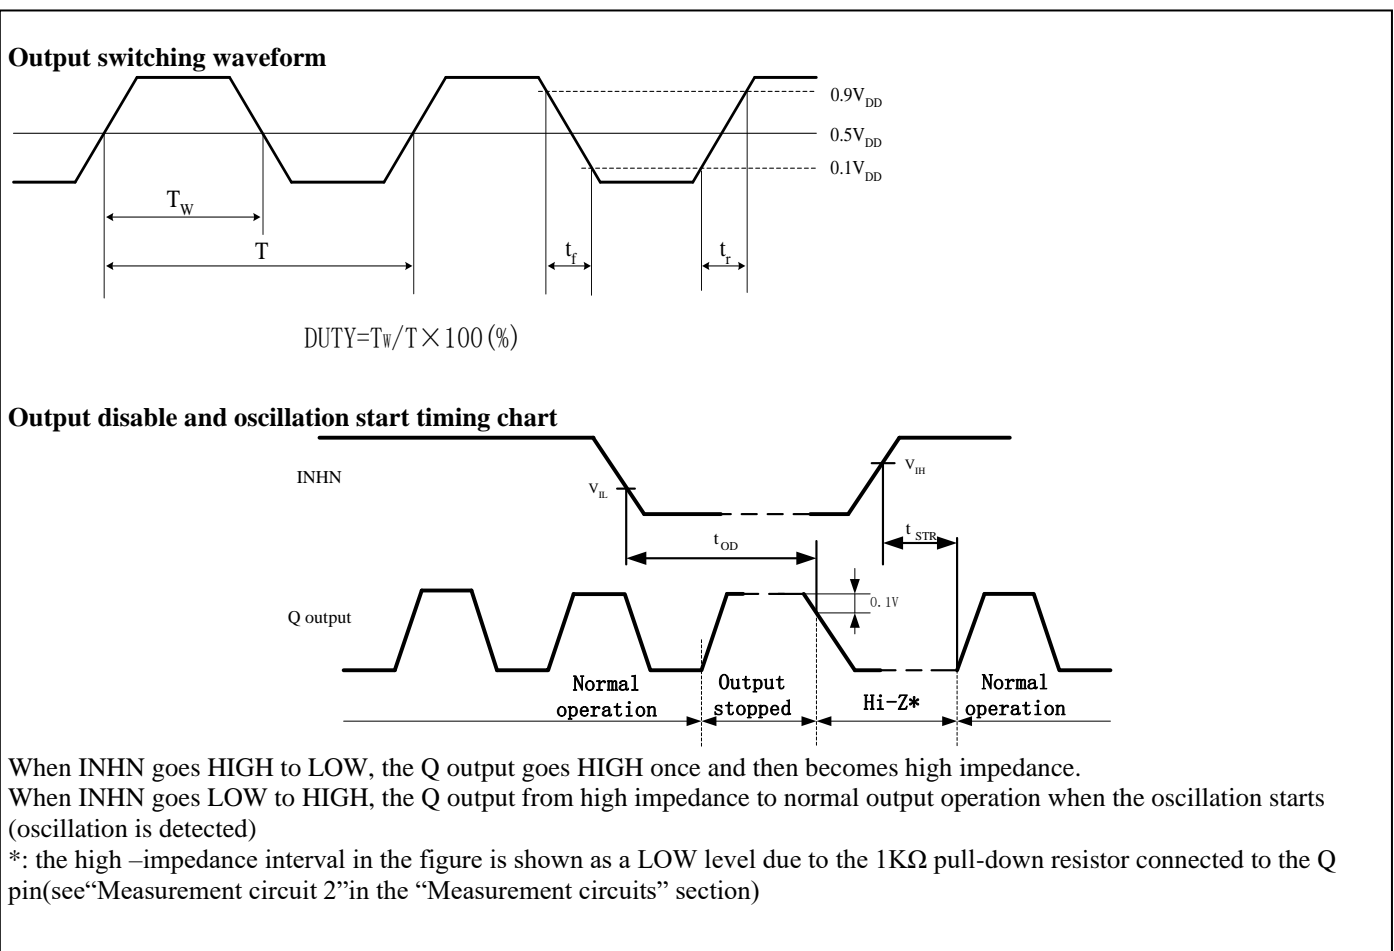 Output switching waveform
0.9VDD
0.5VDD
0.1VDD
TW
T
tf
tr
DUTY=TW/T×100(%)
Output disable and oscillation start timing chart
INHN
VIL
VIH
tOD
t STR
0.1V
Q output
Normal
operation
Output
stopped
Hi-Z*
Normal
operation
When INHN goes HIGH to LOW, the Q output goes HIGH once and then becomes high impedance.
When INHN goes LOW to HIGH, the Q output from high impedance to normal output operation when the oscillation starts
(oscillation is detected)
*: the high –impedance interval in the figure is shown as a LOW level due to the 1KΩ pull-down resistor connected to the Q
pin(see“Measurement circuit 2”in the “Measurement circuits” section)